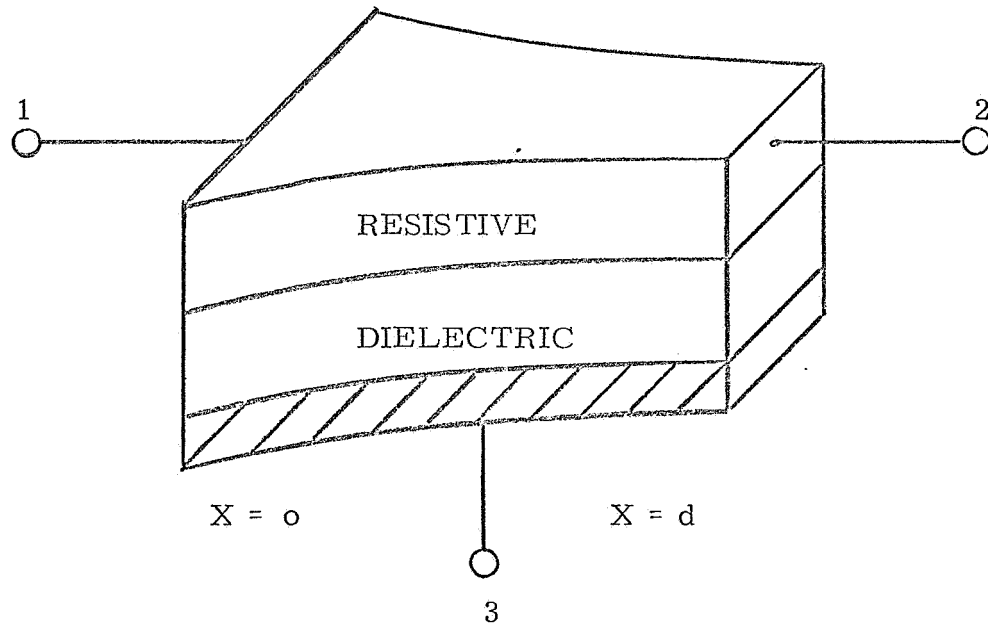 1
2
RESISTIVE
DIELECTRIC
X = o
X = d
3